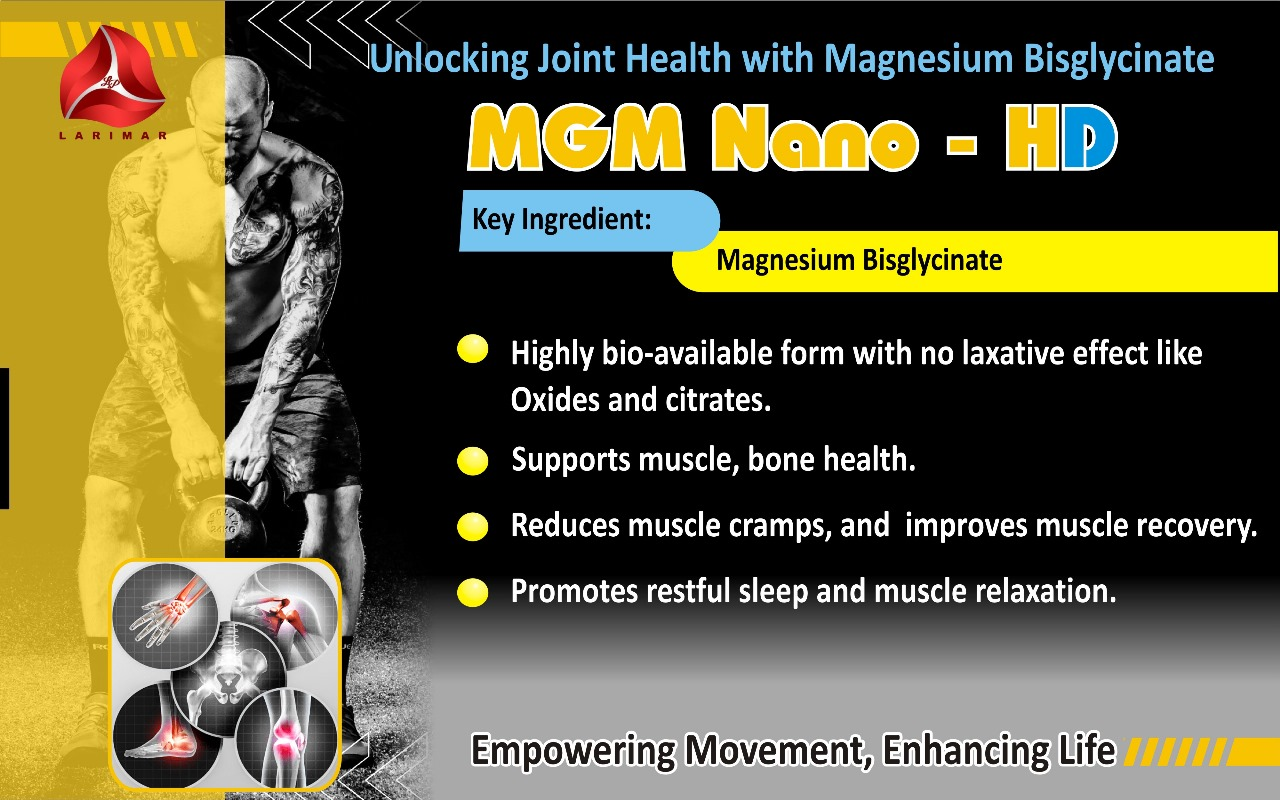 LARIMAR
Unlocking Joint Health with Magnesium Bisglycinate
MGM Nano - HD
Key Ingredient:
Magnesium Bisglycinate
Highly bio-available form with no laxative effect like
Oxides and citrates.
Supports muscle, bone health.
Reduces muscle cramps, and  improves muscle recovery.
Promotes restful sleep and muscle relaxation.
Empowering Movement, Enhancing Life